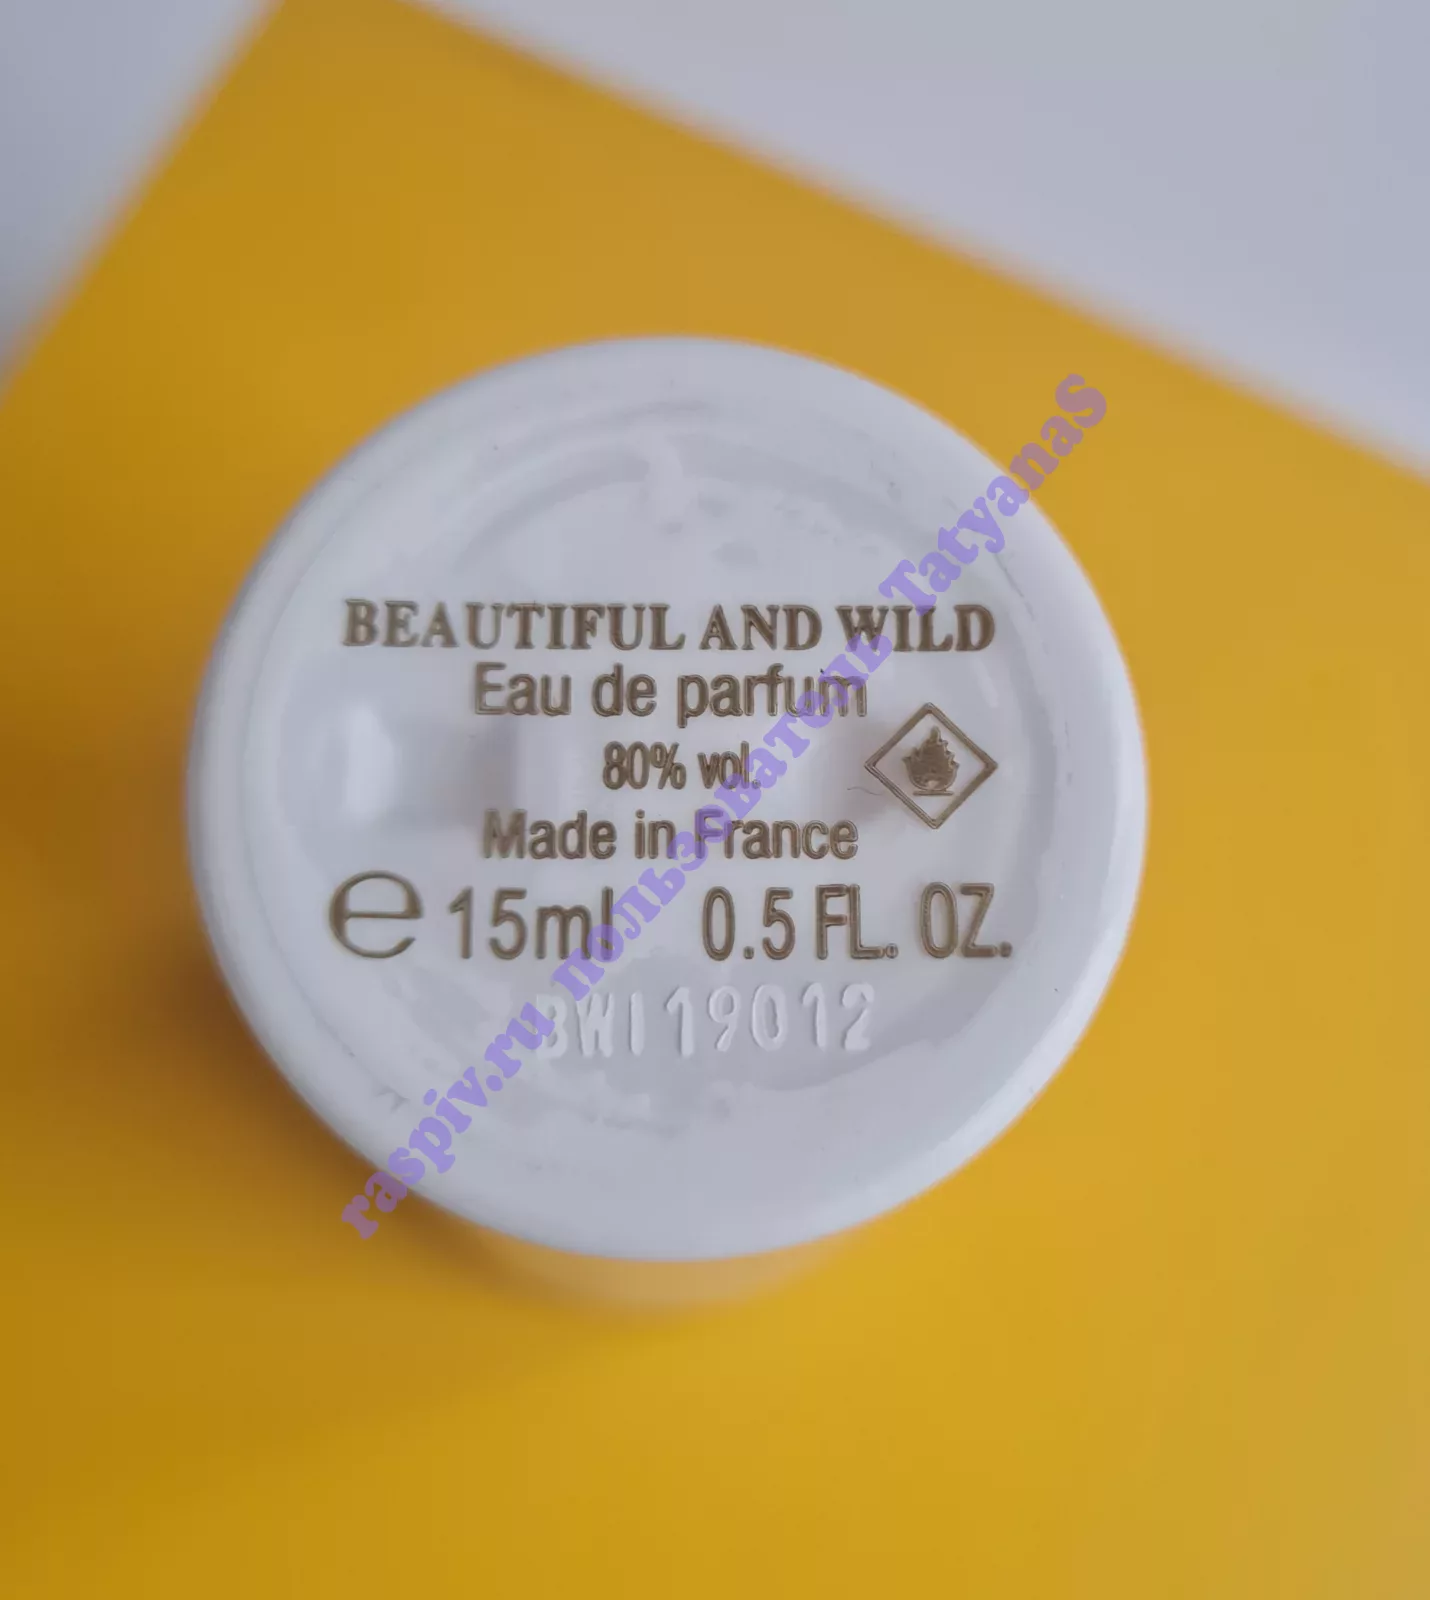 BEAUTIFUL AND WILD
Eau de parfum
80% vol.
Made in France
e 15ml 0.5 FL. OZ.
BWI19012
raspiv.ru пользователь TatyanaS